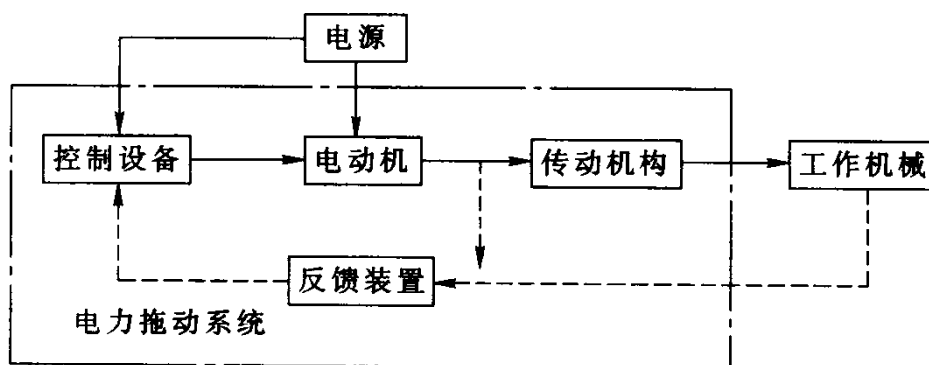 电源
控制设备
电动机
传动机构
工作机械
反馈装置
电力拖动系统